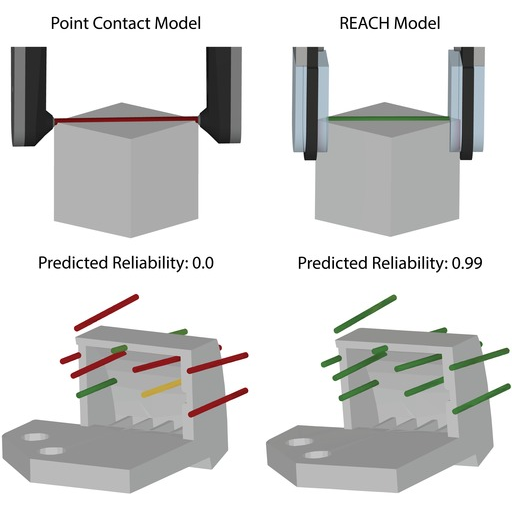 Point Contact Model
REACH Model
Predicted Reliability: 0.0
Predicted Reliability: 0.99